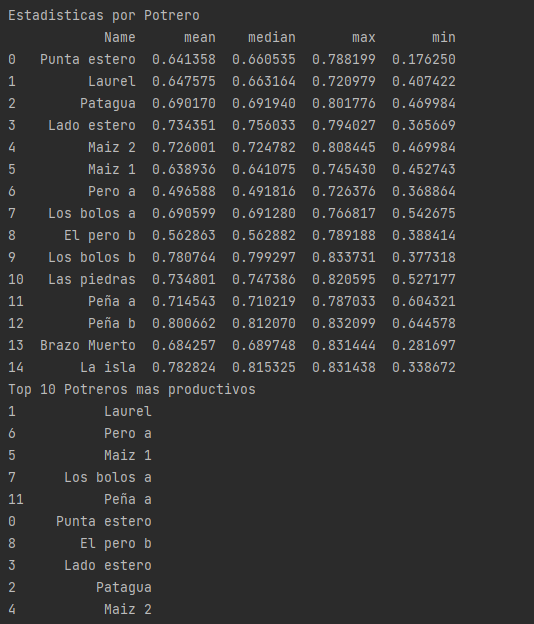 Estadisticas por Potrero
Name mean median max min
0 Punta estero 0.641358 0.660535 0.788199 0.176250
1 Laurel 0.647575 0.663164 0.720979 0.407422
2 Patagua 0.690170 0.691940 0.801776 0.469984
3 Lado estero 0.734351 0.756033 0.794027 0.365669
4 Maiz 2 0.726001 0.724782 0.808445 0.469984
5 Maiz 1 0.638936 0.641075 0.745430 0.452743
6 Pero a 0.496588 0.491816 0.726376 0.368864
7 Los bolos a 0.690599 0.691280 0.766817 0.542675
8 El pero b 0.562863 0.562882 0.789188 0.388414
9 Los bolos b 0.780764 0.799297 0.833731 0.377318
10 Las piedras 0.734801 0.747386 0.820595 0.527177
11 Peña a 0.714543 0.710219 0.787033 0.604321
12 Peña b 0.800662 0.812070 0.832099 0.644578
13 Brazo Muerto 0.684257 0.689748 0.831444 0.281697
14 La isla 0.782824 0.815325 0.831438 0.338672
Top 10 Potreros mas productivos
1 Laurel
6 Pero a
5 Maiz 1
7 Los bolos a
11 Peña a
0 Punta estero
8 El pero b
3 Lado estero
2 Patagua
4 Maiz 2